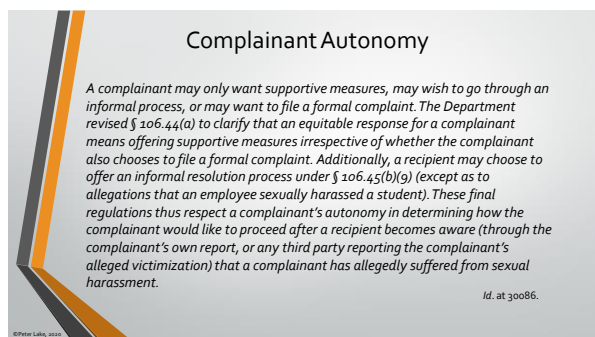 Complainant Autonomy
A complainant may only want supportive measures, may wish to go through an
informal process, or may want to file a formal complaint. The Department
revised § 106.44(a) to clarify that an equitable response for a complainant
means offering supportive measures irrespective of whether the complainant
also chooses to file a formal complaint. Additionally, a recipient may choose to
offer an informal resolution process under § 106.45(b)(9) (except as to
allegations that an employee sexually harassed a student). These final
regulations thus respect a complainant's autonomy in determining how the
complainant would like to proceed after a recipient becomes aware (through the
complainant's own report, or any third party reporting the complainant's
alleged victimization) that a complainant has allegedly suffered from sexual
harassment.
Id. at 30086.
©Peter Lake, 2020